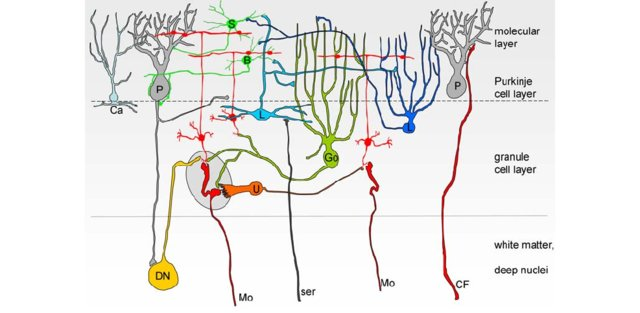 S
molecular
layer
B
P
P
Purkinje
cell layer
Ca
L
L
Go
granule
cell layer
U
white matter,
DN
deep nuclei
Mo
ser
Mo
CF